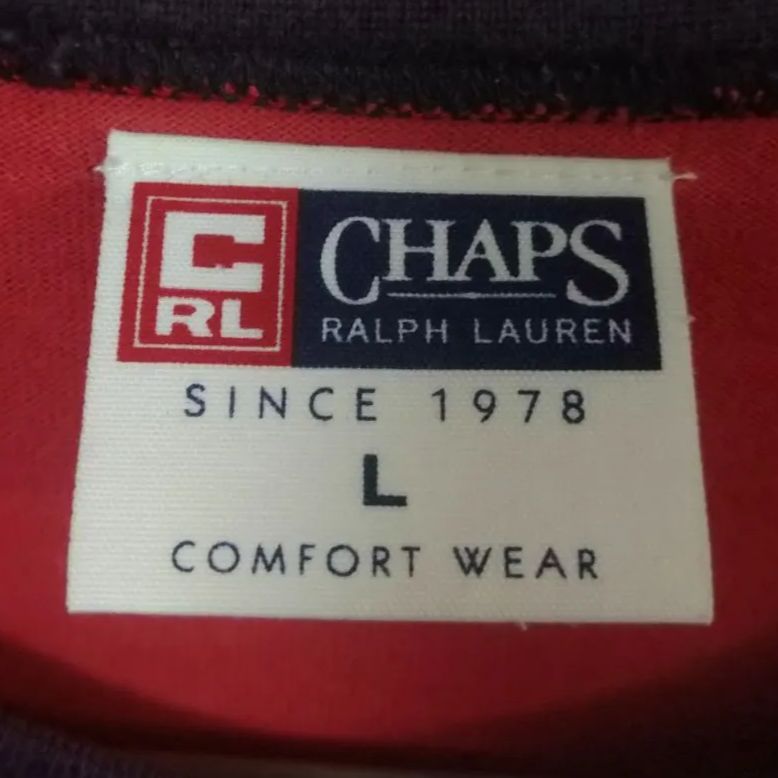 C
RL
CHAPS
RALPH LAUREN
SINCE 1978
L
COMFORT WEAR